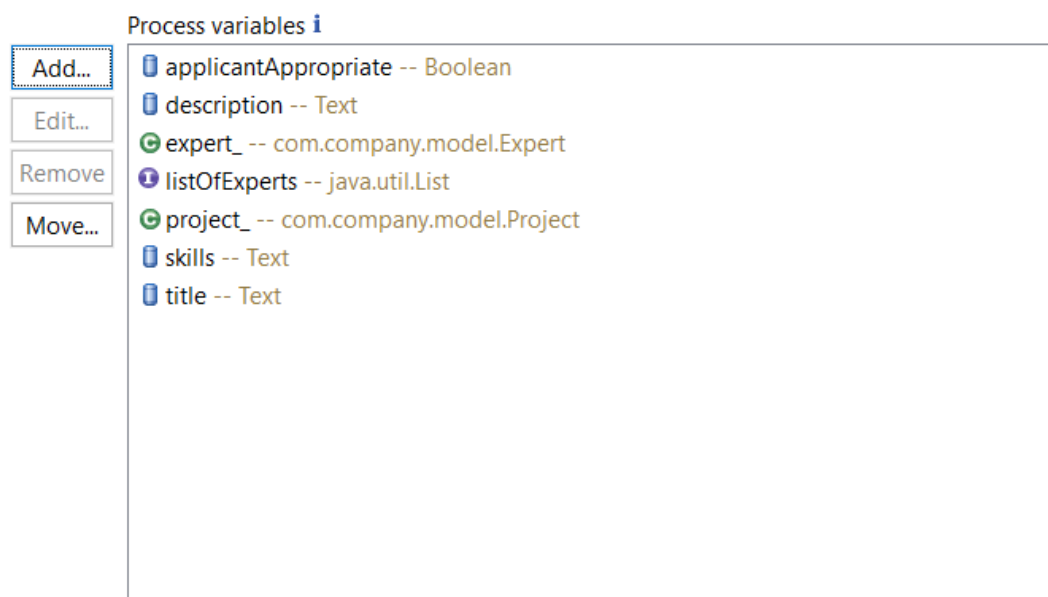 Process variables i
Add...
Edit...
Remove
Move...
applicantAppropriate -- Boolean
description -- Text
C expert_ -- com.company.model.Expert
I listOfExperts -- java.util.List
C project_ -- com.company.model.Project
skills -- Text
title -- Text